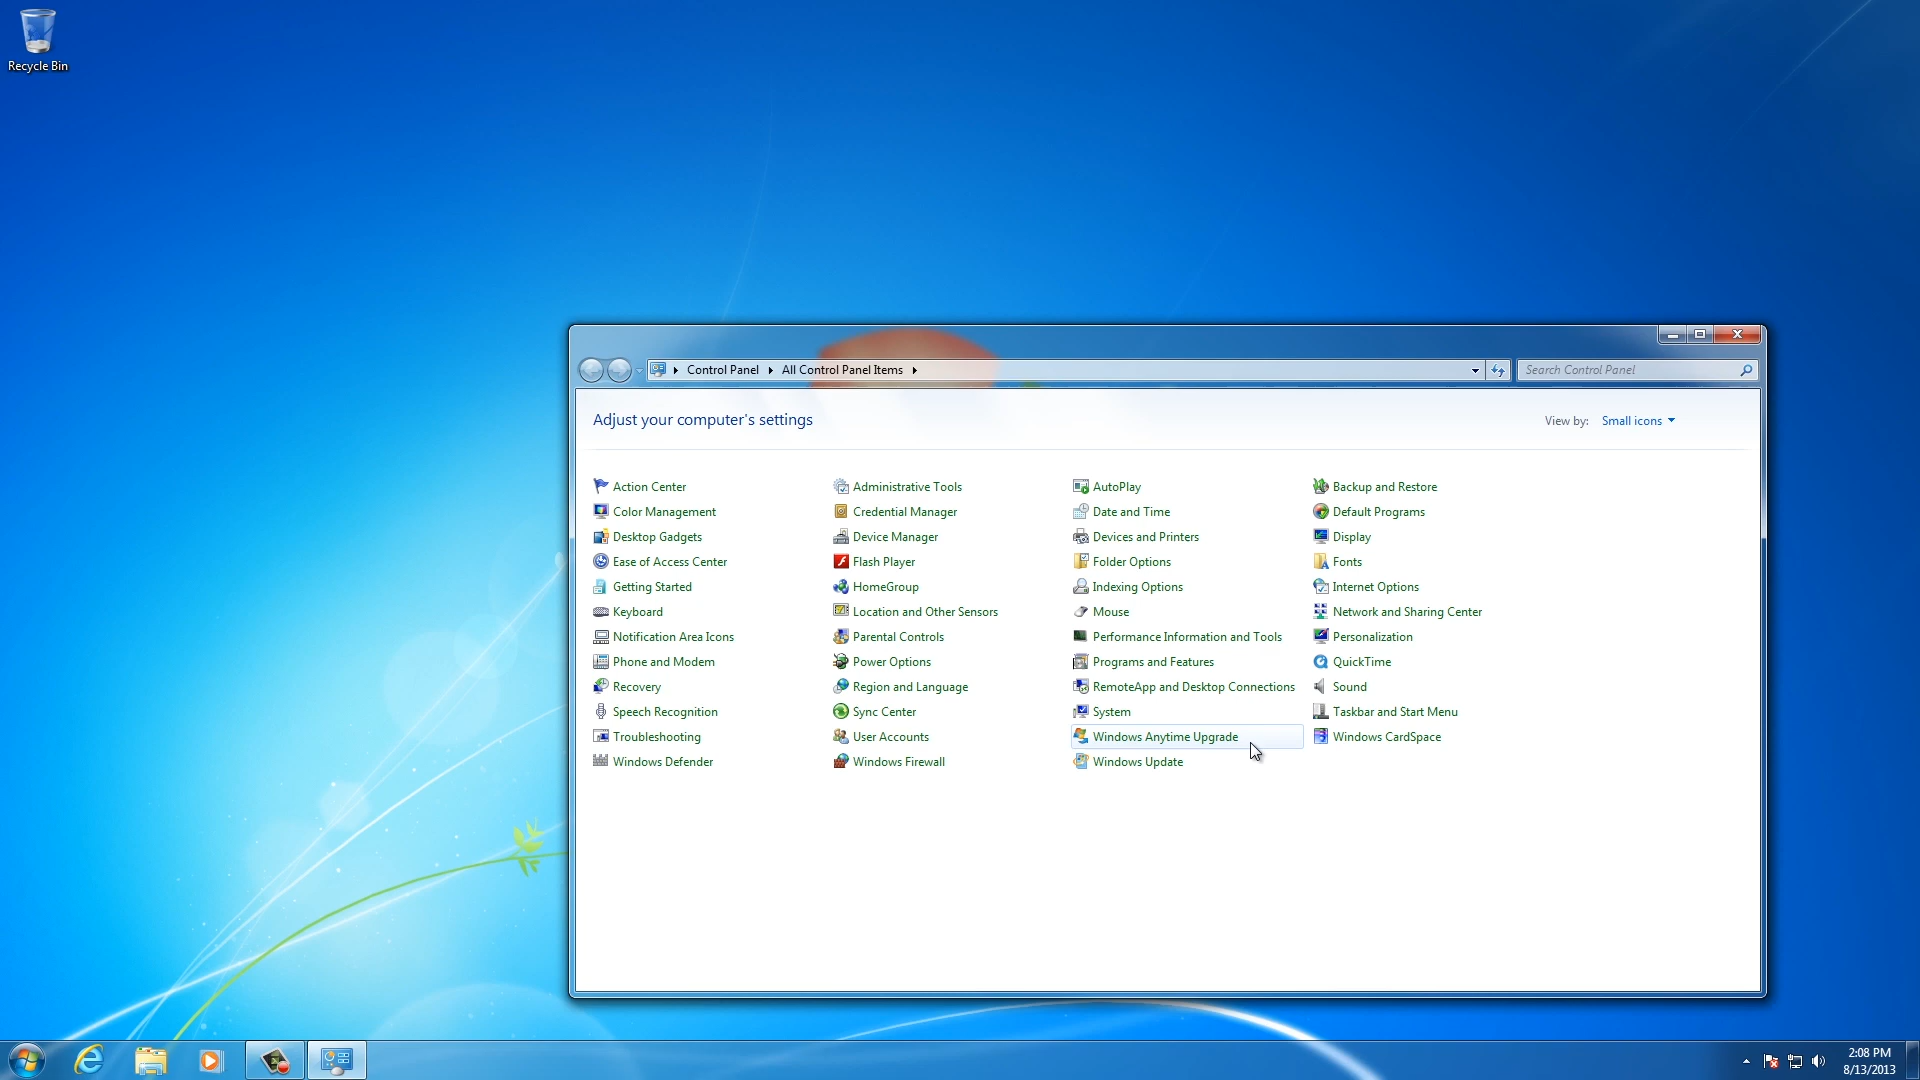 Recycle Bin
Control Panel
All Control Panel Items
Search Control Panel
Adjust your computer's settings
View by: Small icons
Action Center
Administrative Tools
AutoPlay
Backup and Restore
Color Management
Credential Manager
Date and Time
Default Programs
Desktop Gadgets
Device Manager
Devices and Printers
Display
Ease of Access Center
Flash Player
Folder Options
Fonts
Getting Started
HomeGroup
Indexing Options
Internet Options
Keyboard
Location and Other Sensors
Mouse
Network and Sharing Center
Notification Area Icons
Parental Controls
Performance Information and Tools
Personalization
Phone and Modem
Power Options
Programs and Features
QuickTime
Recovery
Region and Language
RemoteApp and Desktop Connections
Sound
Speech Recognition
Sync Center
System
Taskbar and Start Menu
Troubleshooting
User Accounts
Windows Anytime Upgrade
Windows CardSpace
Windows Defender
Windows Firewall
Windows Update
2:08 PM
8/13/2013